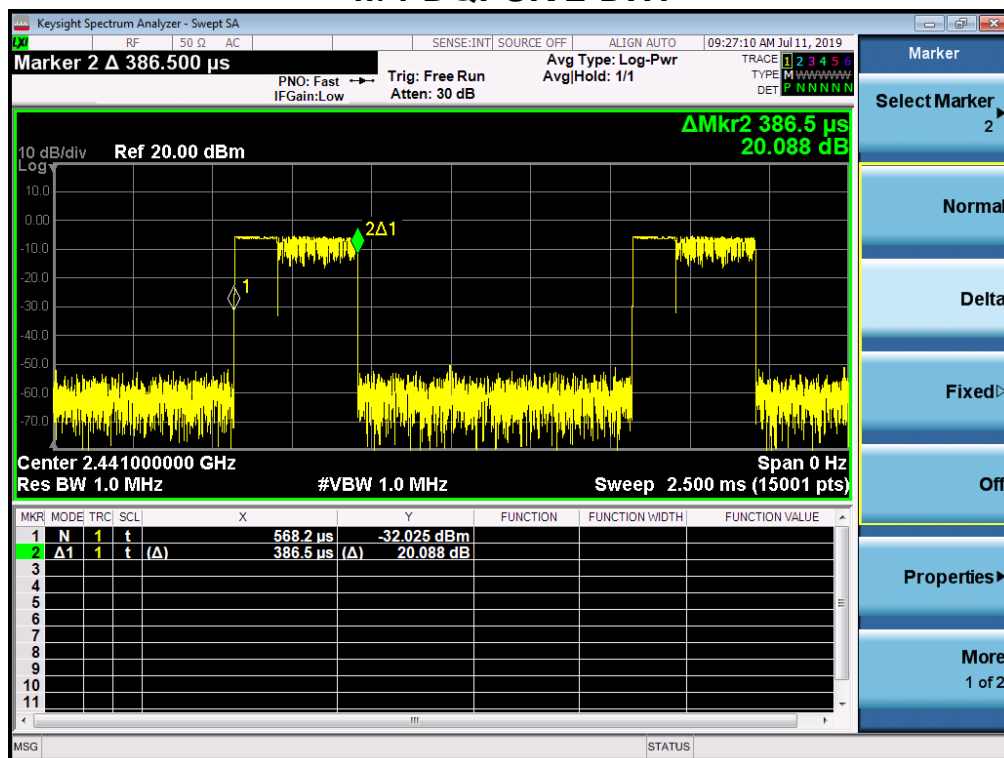 Keysight Spectrum Analyzer - Swept SA
LXI RF 50 Ω AC SENSE:INT SOURCE OFF ALIGN AUTO 09:27:10 AM Jul 11, 2019
Marker 2 Δ 386.500 µs
PNO: Fast
IFGain:Low
Trig: Free Run
Atten: 30 dB
Avg Type: Log-Pwr
Avg|Hold: 1/1
TRACE 1 2 3 4 5 6
TYPE M WWWWW
DET P N N N N N
ΔMkr2 386.5 µs
20.088 dB
10 dB/div Ref 20.00 dBm
Log
10.0
0.00
-10.0
-20.0
-30.0
-40.0
-50.0
-60.0
-70.0
2Δ1
1
Center 2.441000000 GHz Span 0 Hz
Res BW 1.0 MHz #VBW 1.0 MHz Sweep 2.500 ms (15001 pts)
MKR MODE TRC SCL X Y FUNCTION FUNCTION WIDTH FUNCTION VALUE
1 N 1 t 568.2 µs -32.025 dBm
2 Δ1 1 t (Δ) 386.5 µs (Δ) 20.088 dB
3
4
5
6
7
8
9
10
11
MSG STATUS
Marker
Select Marker
2
Normal
Delta
Fixed
Off
Properties
More
1 of 2